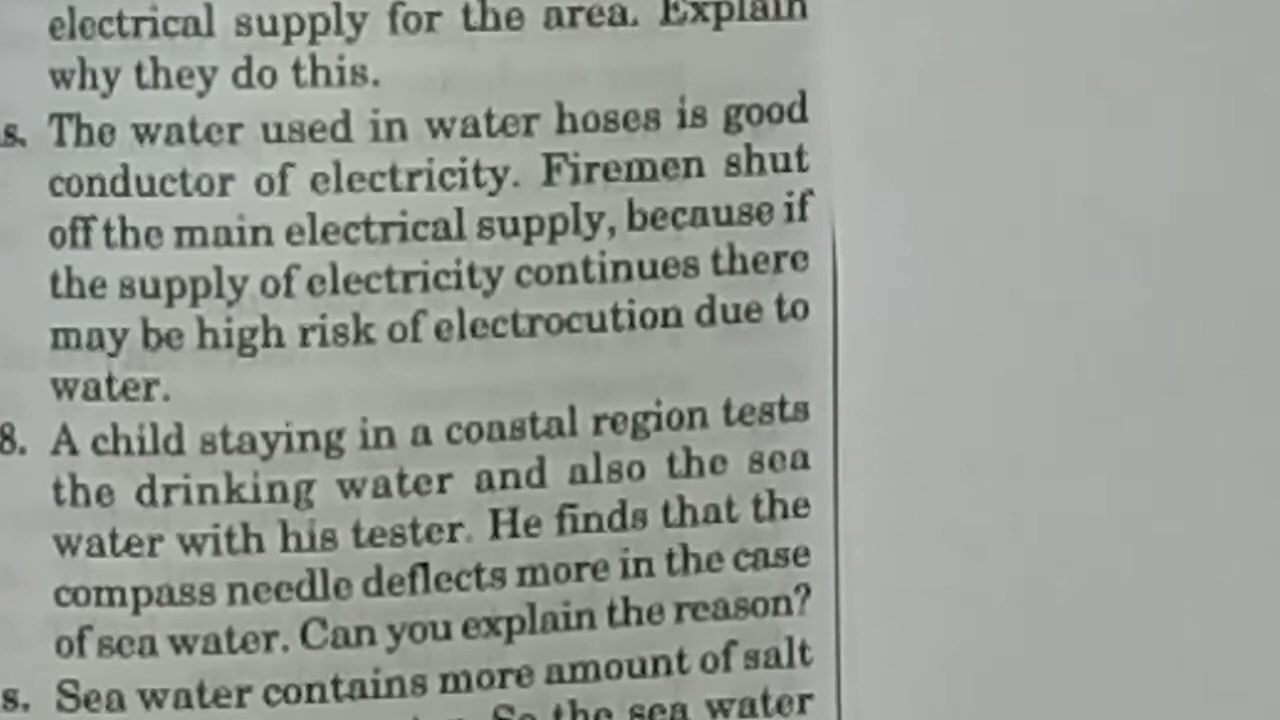 electrical supply for the area. Explain
why they do this.
s. The water used in water hoses is good
conductor of electricity. Firemen shut
off the main electrical supply, because if
the supply of electricity continues there
may be high risk of electrocution due to
water.
8. A child staying in a coastal region tests
the drinking water and also the sea
water with his tester. He finds that the
compass needle deflects more in the case
of sea water. Can you explain the reason?
s. Sea water contains more amount of salt
So the sea water